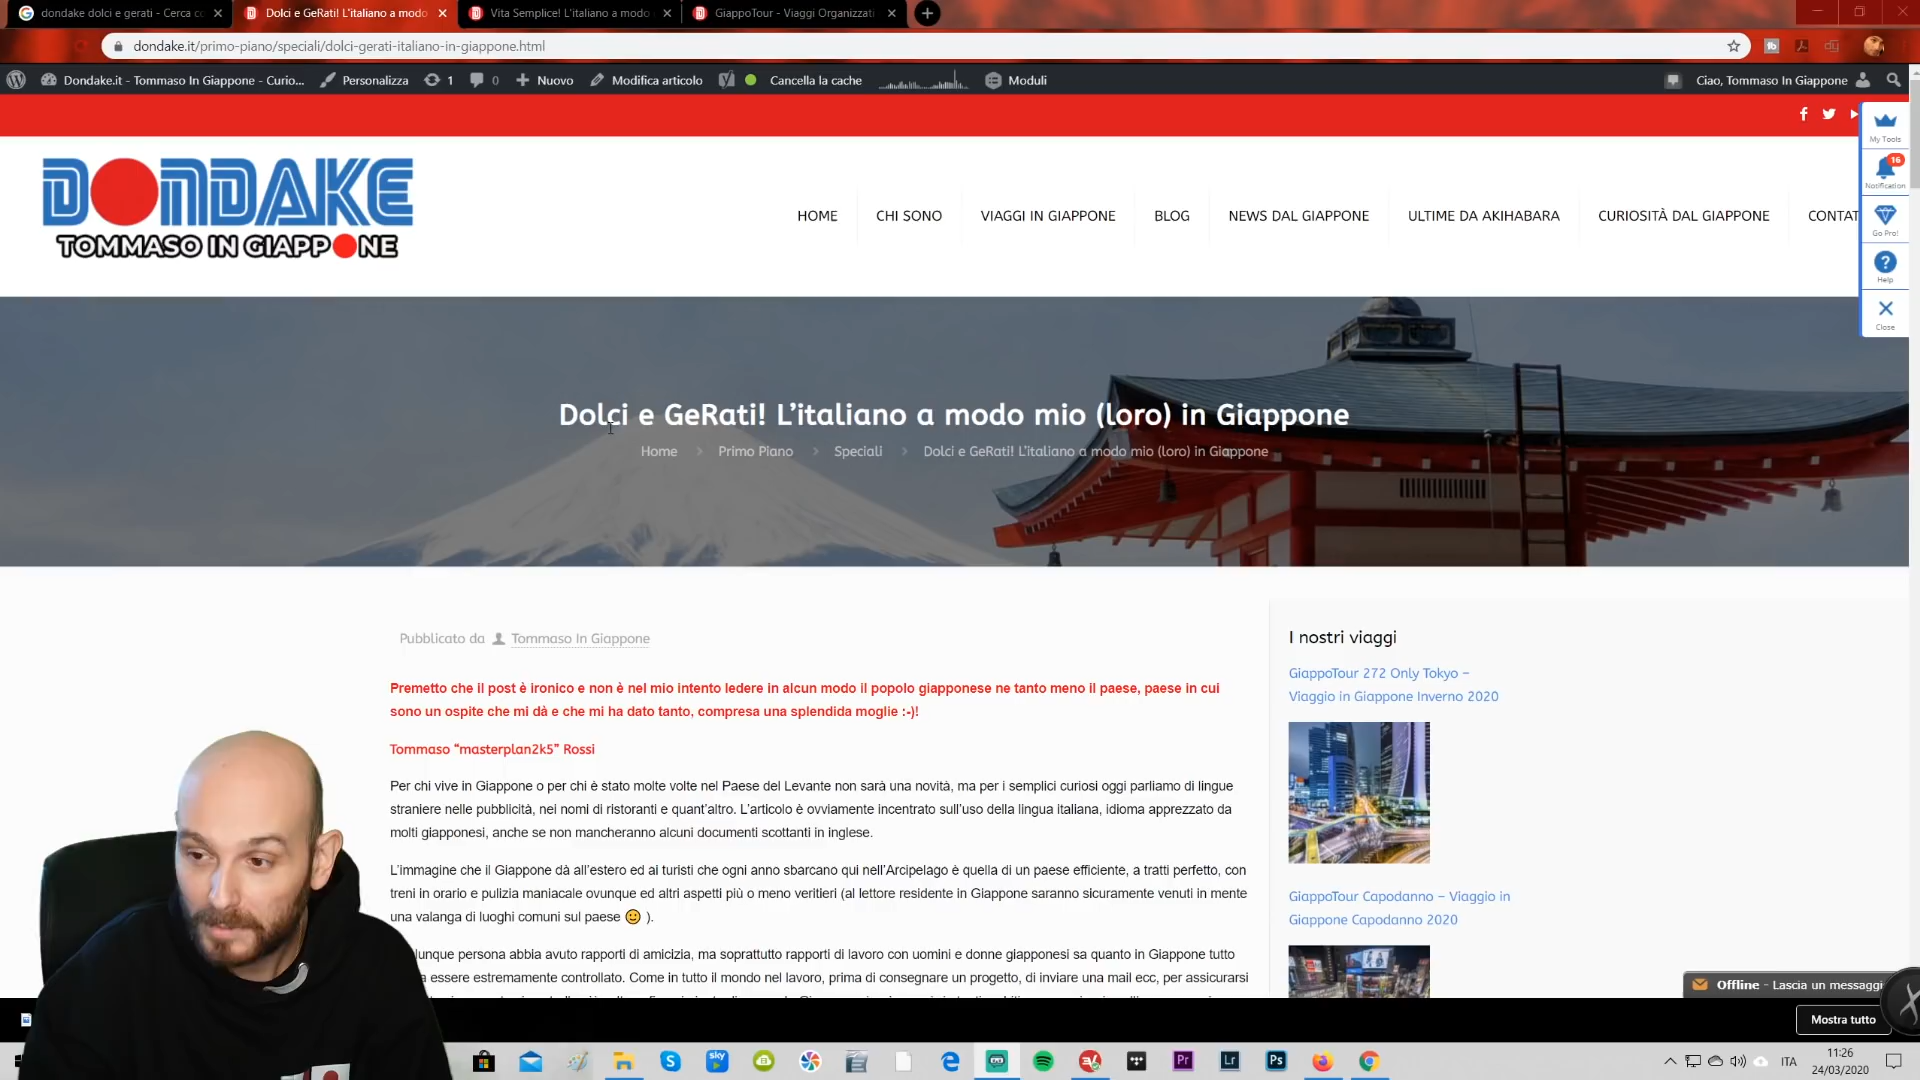 dondake dolci e gerati - Cerca co
Dolci e GeRati! L'italiano a modo
Vita Semplice! L'italiano a modo
GiappoTour - Viaggi Organizzati
dondake.it/primo-piano/speciali/dolci-gerati-italiano-in-giappone.html
Dondake.it - Tommaso In Giappone - Curio...
Personalizza
1
0
Nuovo
Modifica articolo
Cancella la cache
Moduli
Ciao, Tommaso In Giappone
My Tools
16
Notification
Go Pro!
Help
Close
DONDAKE
TOMMASO IN GIAPPONE
HOME
CHI SONO
VIAGGI IN GIAPPONE
BLOG
NEWS DAL GIAPPONE
ULTIME DA AKIHABARA
CURIOSITÀ DAL GIAPPONE
CONTAT
Dolci e GeRati! L'italiano a modo mio (loro) in Giappone
Home > Primo Piano > Speciali > Dolci e GeRati! L'italiano a modo mio (loro) in Giappone
Pubblicato da Tommaso In Giappone
Premetto che il post è ironico e non è nel mio intento ledere in alcun modo il popolo giapponese ne tanto meno il paese, paese in cui
sono un ospite che mi dà e che mi ha dato tanto, compresa una splendida moglie :-)!
Tommaso “masterplan2k5” Rossi
Per chi vive in Giappone o per chi è stato molte volte nel Paese del Levante non sarà una novità, ma per i semplici curiosi oggi parliamo di lingue
straniere nelle pubblicità, nei nomi di ristoranti e quant'altro. L'articolo è ovviamente incentrato sull'uso della lingua italiana, idioma apprezzato da
molti giapponesi, anche se non mancheranno alcuni documenti scottanti in inglese.
L'immagine che il Giappone dà all'estero ed ai turisti che ogni anno sbarcano qui nell'Arcipelago è quella di un paese efficiente, a tratti perfetto, con
treni in orario e pulizia maniacale ovunque ed altri aspetti più o meno veritieri (al lettore residente in Giappone saranno sicuramente venuti in mente
una valanga di luoghi comuni sul paese 🙂 ).
lunque persona abbia avuto rapporti di amicizia, ma soprattutto rapporti di lavoro con uomini e donne giapponesi sa quanto in Giappone tutto
a essere estremamente controllato. Come in tutto il mondo nel lavoro, prima di consegnare un progetto, di inviare una mail ecc, per assicurarsi
I nostri viaggi
GiappoTour 272 Only Tokyo –
Viaggio in Giappone Inverno 2020
GiappoTour Capodanno – Viaggio in
Giappone Capodanno 2020
Offline - Lascia un messaggi
Mostra tutto
sky
Pr
Lr
Ps
ITA
11:26
24/03/2020